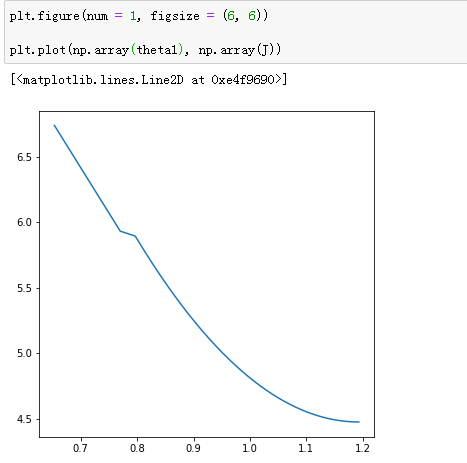 plt.figure(num = 1, figsize = (6, 6))
plt.plot(np.array(theta1), np.array(J))
[<matplotlib.lines.Line2D at 0xe4f9690>]
6.5
6.0
5.5
5.0
4.5
0.7 0.8 0.9 1.0 1.1 1.2